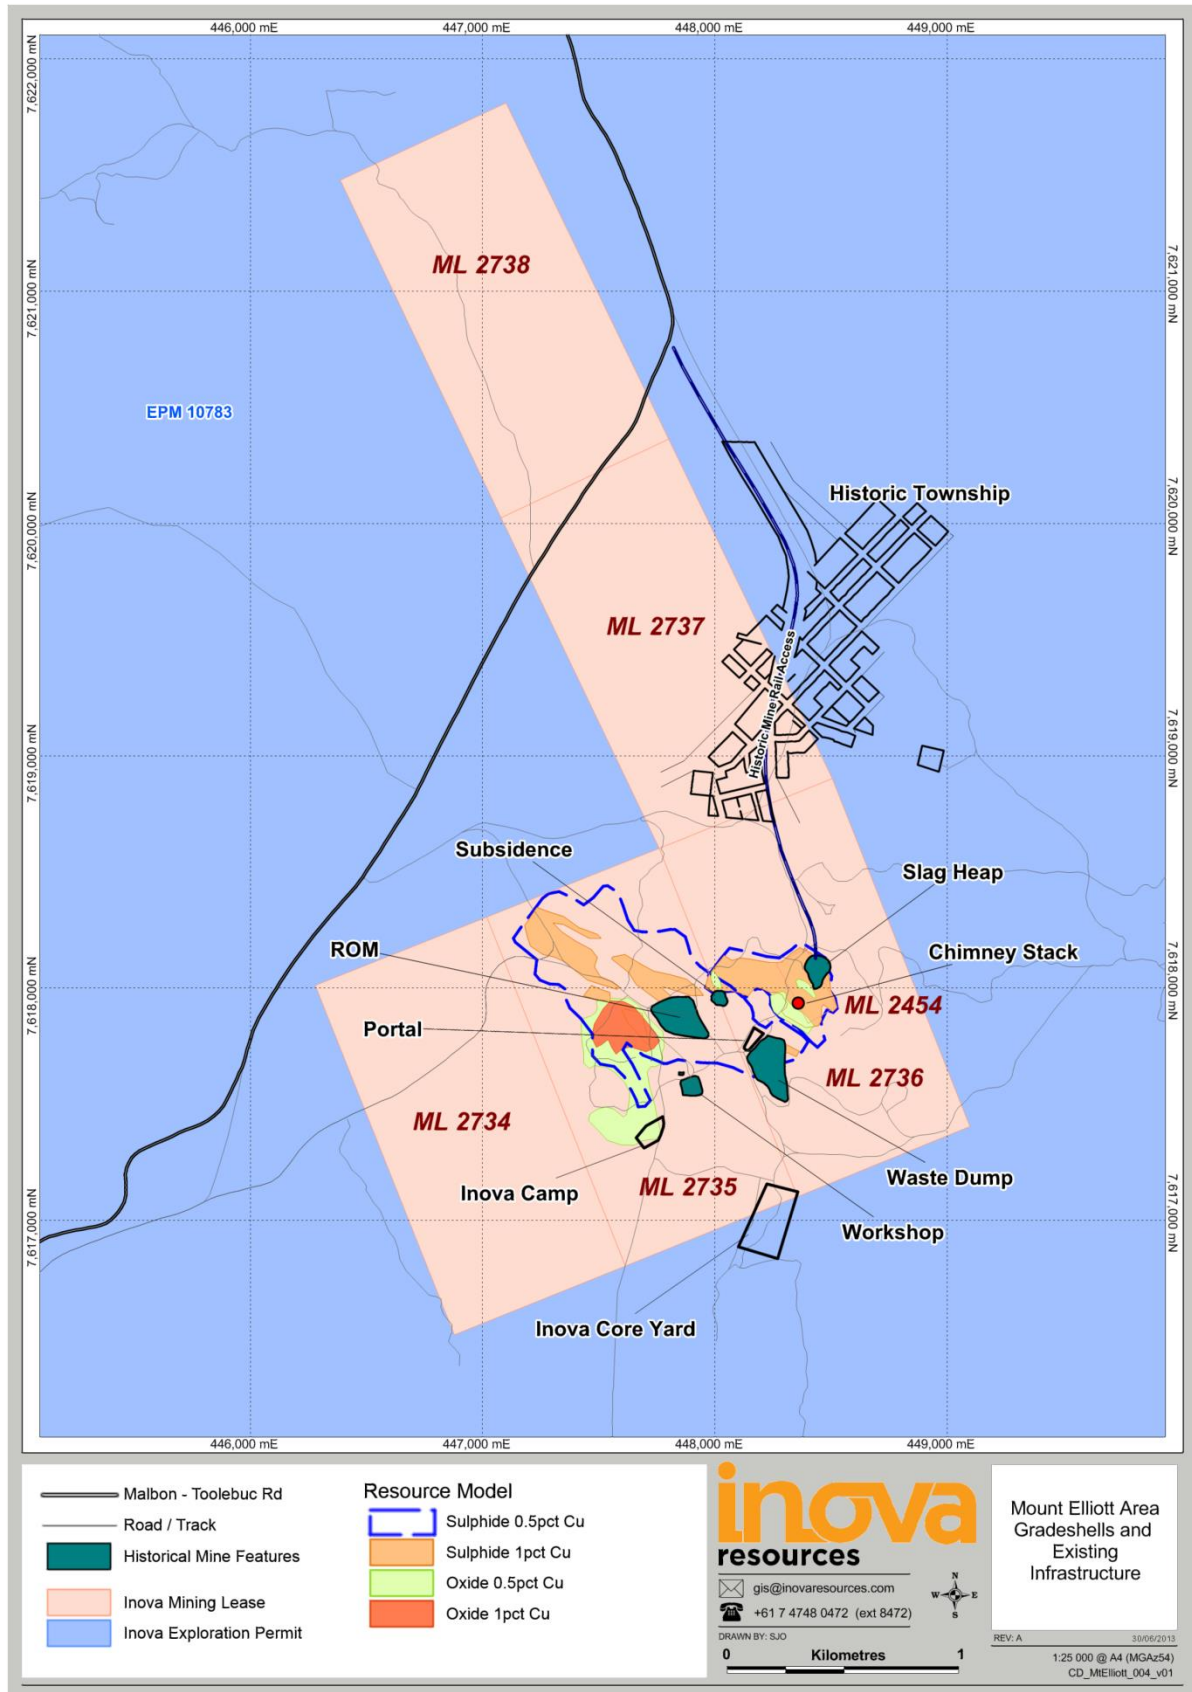 446,000 mE
447,000 mE
448,000 mE
449,000 mE
7,622,000 mN
7,621,000 mN
7,620,000 mN
7,619,000 mN
7,618,000 mN
7,617,000 mN
7,621,000 mN
7,620,000 mN
7,619,000 mN
7,618,000 mN
7,617,000 mN
ML 2738
EPM 10783
Historic Township
ML 2737
Historic Mine Rail Access
Subsidence
Slag Heap
ROM
Chimney Stack
ML 2454
Portal
ML 2736
ML 2734
Waste Dump
Inova Camp
ML 2735
Workshop
Inova Core Yard
446,000 mE
447,000 mE
448,000 mE
449,000 mE
Malbon - Toolebuc Rd
Road / Track
Historical Mine Features
Inova Mining Lease
Inova Exploration Permit
Resource Model
Sulphide 0.5pct Cu
Sulphide 1pct Cu
Oxide 0.5pct Cu
Oxide 1pct Cu
inova
resources
gis@inovaresources.com
+61 7 4748 0472 (ext 8472)
N
W E
S
DRAWN BY: SJO
0 Kilometres 1
Mount Elliott Area
Gradeshells and
Existing
Infrastructure
REV: A 30/06/2013
1:25 000 @ A4 (MGAz54)
CD_MtElliott_004_v01